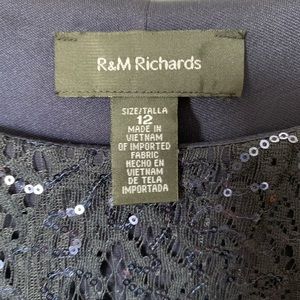 R&M Richards
SIZE/TALLA
12
MADE IN
VIETNAM
OF IMPORTED
FABRIC
HECHO EN
VIETNAM
DE TELA
IMPORTADA